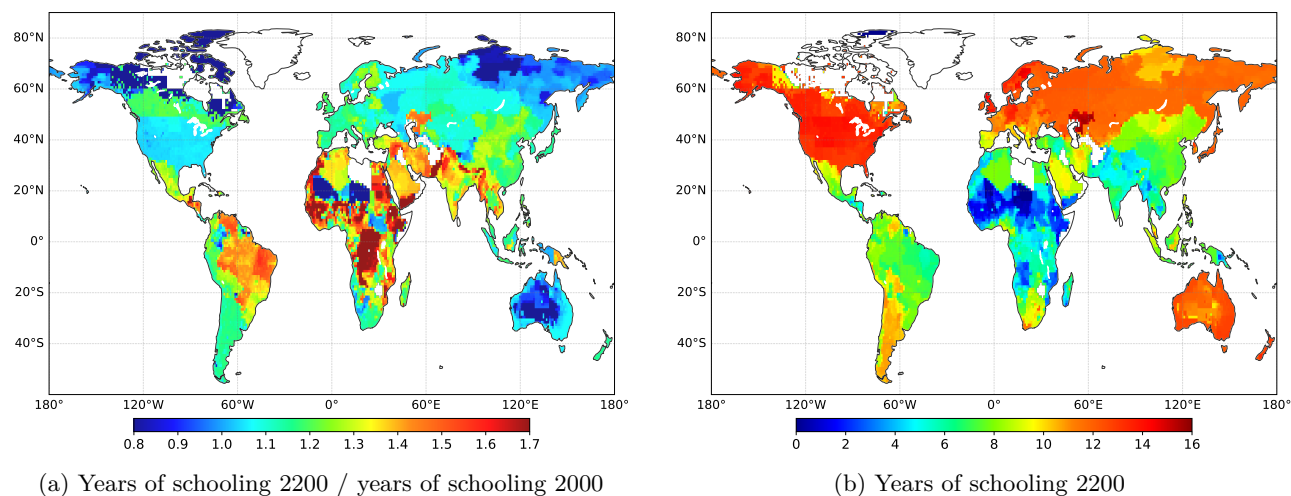 80°N
60°N
40°N
20°N
0°
20°S
40°S
180° 120°W 60°W 0° 60°E 120°E 180°
0.8 0.9 1.0 1.1 1.2 1.3 1.4 1.5 1.6 1.7
(a) Years of schooling 2200 / years of schooling 2000
80°N
60°N
40°N
20°N
0°
20°S
40°S
180° 120°W 60°W 0° 60°E 120°E 180°
0 2 4 6 8 10 12 14 16
(b) Years of schooling 2200